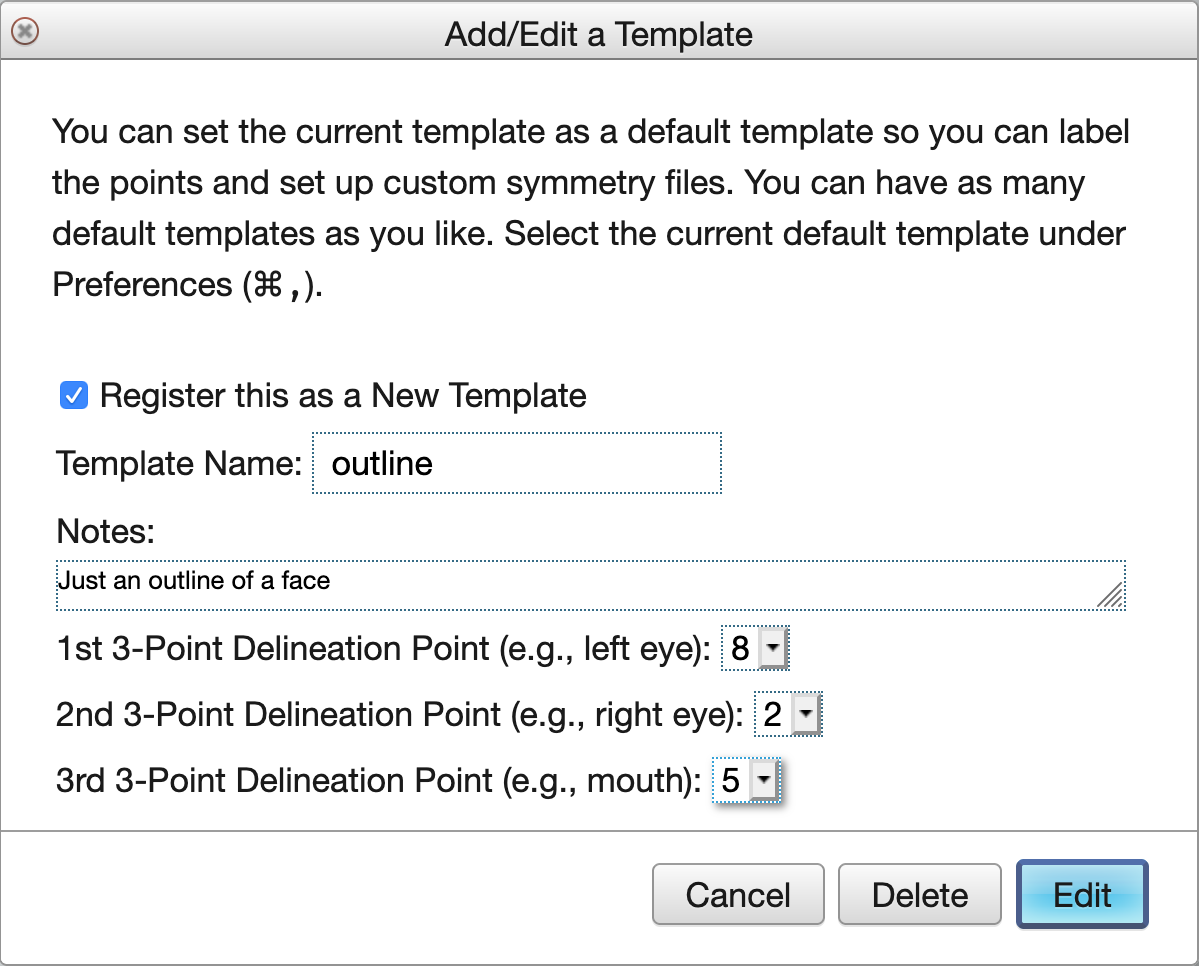 Add/Edit a Template
You can set the current template as a default template so you can label
the points and set up custom symmetry files. You can have as many
default templates as you like. Select the current default template under
Preferences (⌘ ,).
Register this as a New Template
Template Name: outline
Notes:
Just an outline of a face
1st 3-Point Delineation Point (e.g., left eye): 8
2nd 3-Point Delineation Point (e.g., right eye): 2
3rd 3-Point Delineation Point (e.g., mouth): 5
Cancel Delete Edit